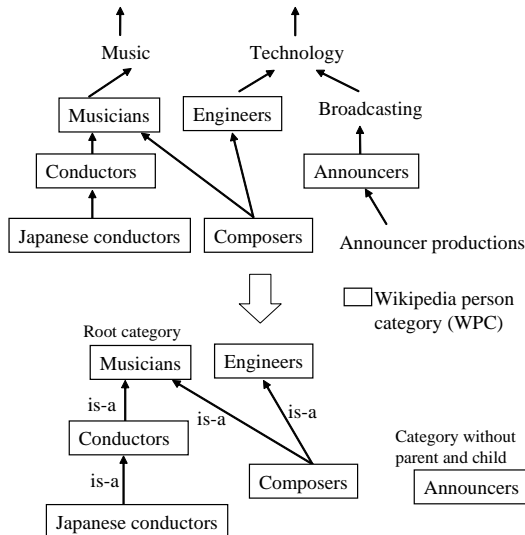 Music
Technology
Musicians
Engineers
Broadcasting
Conductors
Announcers
Japanese conductors
Composers
Announcer productions
Wikipedia person
category (WPC)
Root category
Musicians
Engineers
is-a
is-a
is-a
Conductors
Category without
parent and child
is-a
Composers
Announcers
Japanese conductors